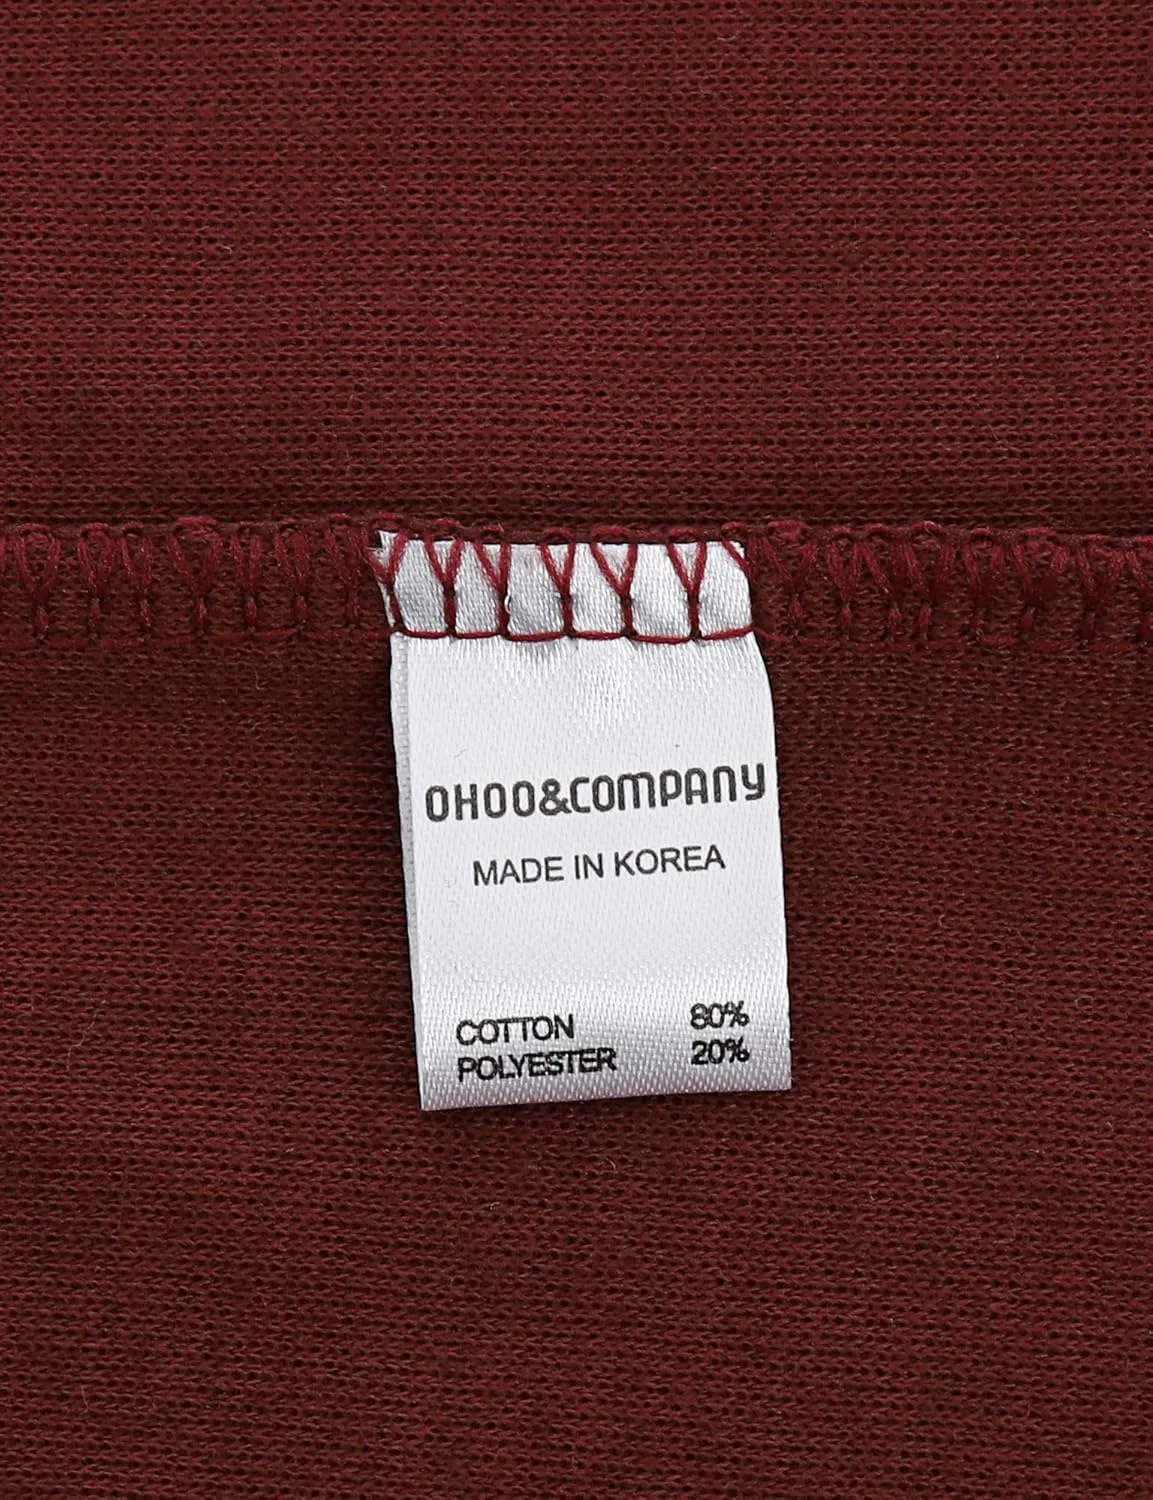 OHOO&COMPANY
MADE IN KOREA
COTTON 80%
POLYESTER 20%